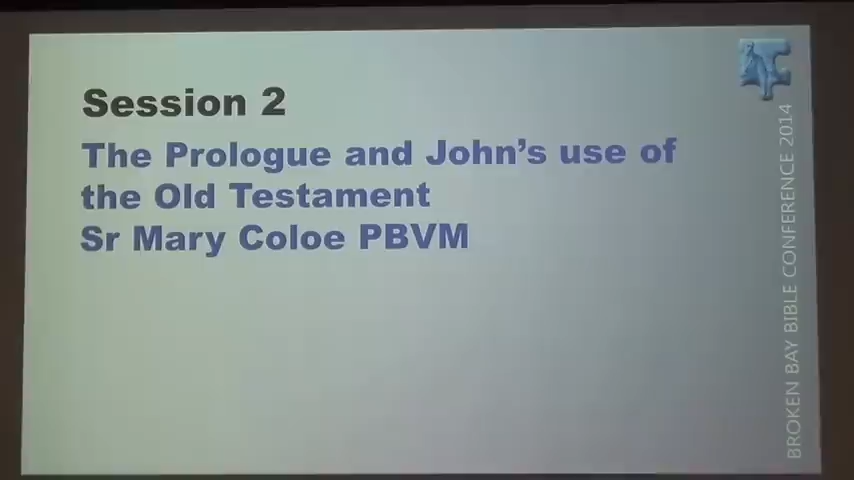 Session 2
The Prologue and John's use of
the Old Testament
Sr Mary Coloe PBVM
BROKEN BAY BIBLE CONFERENCE 2014